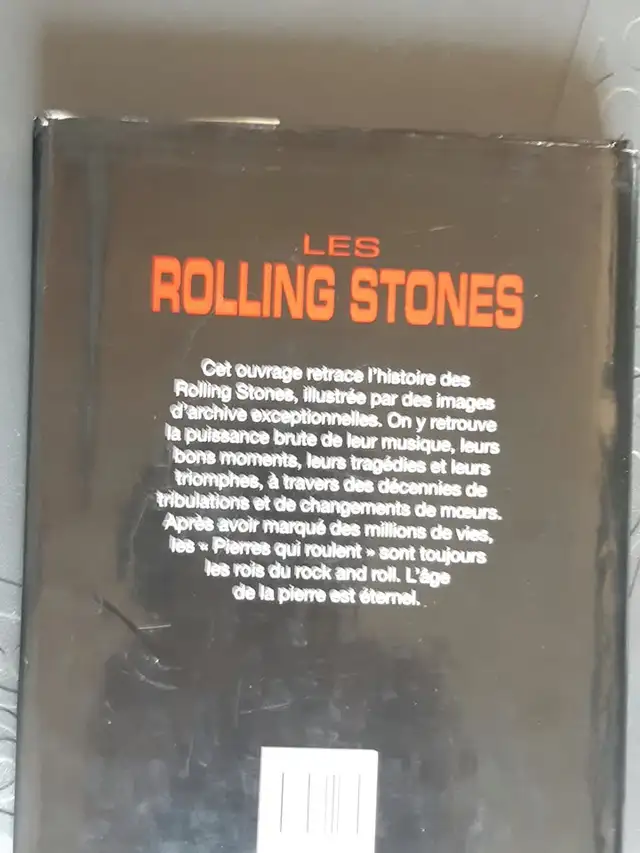 LES
ROLLING STONES
Cet ouvrage retrace l'histoire des
Rolling Stones, illustrée par des images
d'archive exceptionnelles. On y retrouve
la puissance brute de leur musique, leurs
bons moments, leurs tragédies et leurs
triomphes, à travers des décennies de
tribulations et de changements de mœurs.
Après avoir marqué des millions de vies,
les « Pierres qui roulent » sont toujours
les rois du rock and roll. L'âge
de la pierre est éternel.